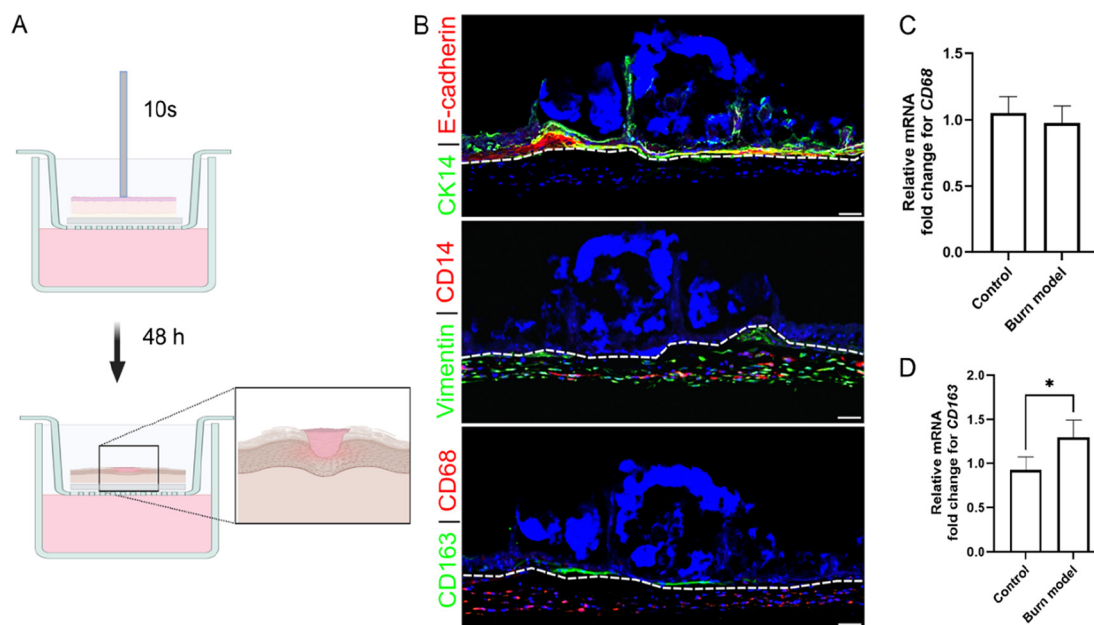 A
10s
48 h
B
CK14 | E-cadherin
Vimentin | CD14
CD163 | CD68
C
Relative mRNA
fold change for CD68
1.5
1.0
0.5
0.0
Control
Burn model
D
Relative mRNA
fold change for CD163
2.0
1.5
1.0
0.5
0.0
*
Control
Burn model